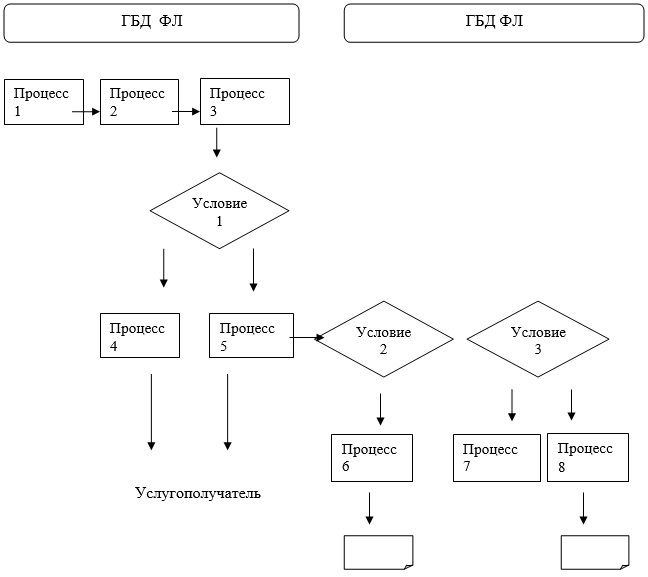 ГБД ФЛ
ГБД ФЛ
Процесс
1
Процесс
2
Процесс
3
Условие
1
Процесс
4
Процесс
5
Условие
2
Условие
3
Процесс
6
Процесс
7
Процесс
8
Услугополучатель